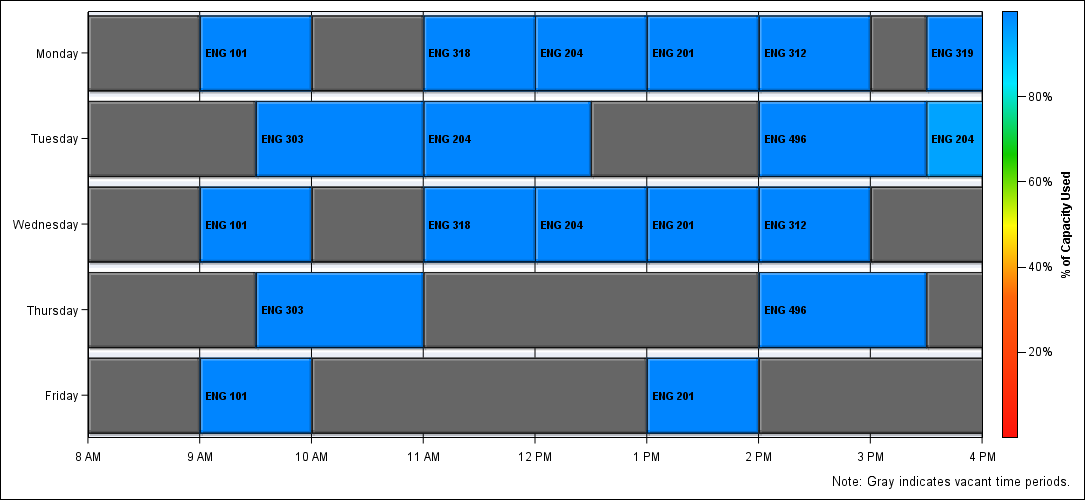 Monday
ENG 101
ENG 318
ENG 204
ENG 201
ENG 312
ENG 319
Tuesday
ENG 303
ENG 204
ENG 496
ENG 204
Wednesday
ENG 101
ENG 318
ENG 204
ENG 201
ENG 312
Thursday
ENG 303
ENG 496
Friday
ENG 101
ENG 201
8 AM
9 AM
10 AM
11 AM
12 PM
1 PM
2 PM
3 PM
4 PM
80%
60%
40%
20%
% of Capacity Used
Note: Gray indicates vacant time periods.